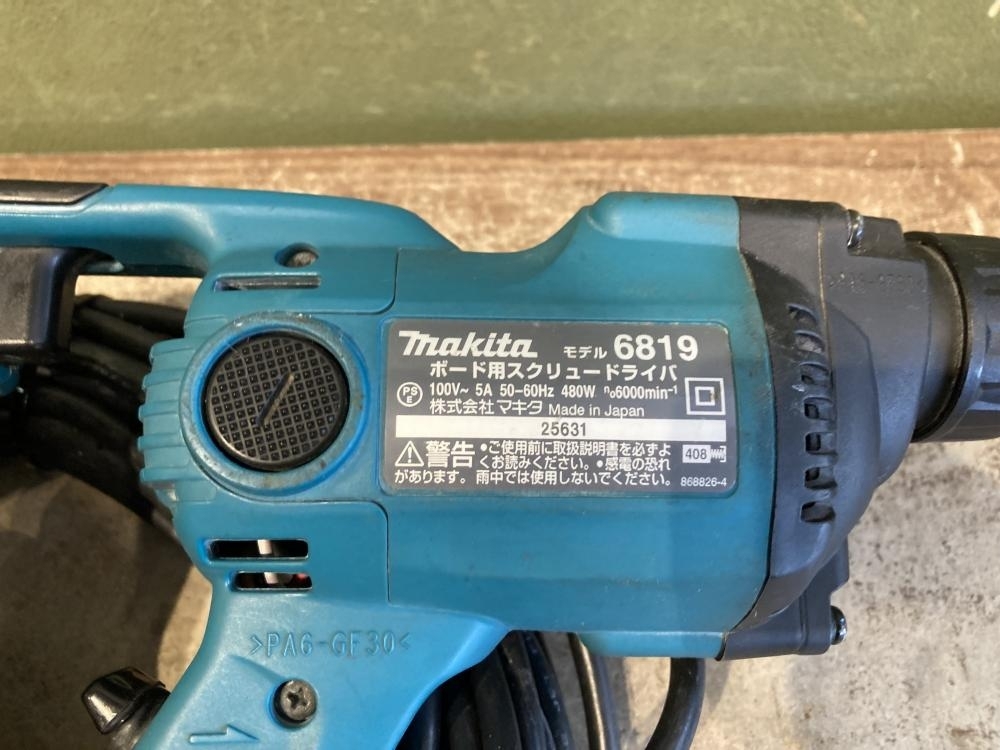 makita モデル 6819
ボード用スクリュードライバ
PS E 100V~ 5A 50-60Hz 480W n₀6000min⁻¹
株式会社マキタ Made in Japan
25631
警告 •ご使用前に取扱説明書を必ずよ
くお読みください。•感電の恐れ
があります。雨中では使用しないでください。
408
868826-4
>PA6-GF30<
1